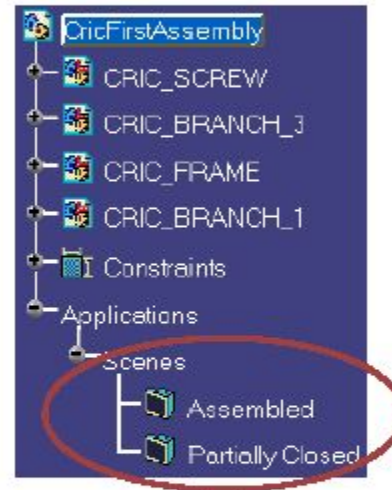 CricFirstAssembly
CRIC_SCREW
CRIC_BRANCH_3
CRIC_FRAME
CRIC_BRANCH_1
Constraints
Applications
Scenes
Assembled
Partially Closed